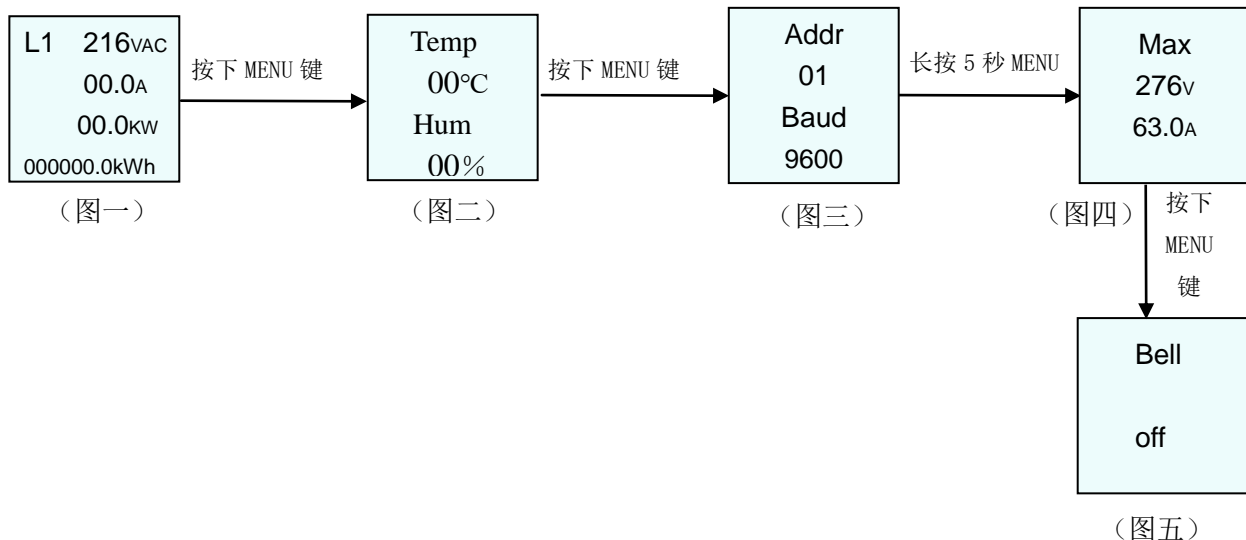 L1 216VAC
00.0A
00.0KW
000000.0kWh
（图一）
按下 MENU 键
Temp
00℃
Hum
00%
（图二）
按下 MENU 键
Addr
01
Baud
9600
（图三）
长按 5 秒 MENU
Max
276V
63.0A
（图四）
按下
MENU
键
Bell
off
（图五）